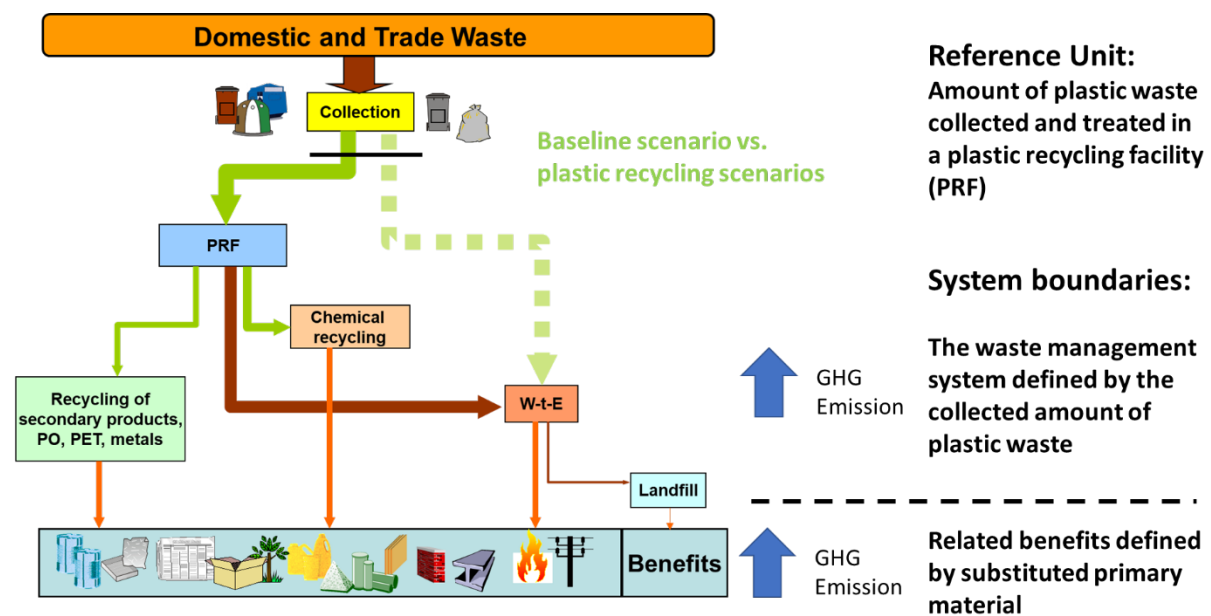 Domestic and Trade Waste
Collection
Baseline scenario vs.
plastic recycling scenarios
PRF
Chemical
recycling
Recycling of
secondary products,
PO, PET, metals
W-t-E
Landfill
Benefits
GHG
Emission
GHG
Emission
Reference Unit:
Amount of plastic waste
collected and treated in
a plastic recycling facility
(PRF)
System boundaries:
The waste management
system defined by the
collected amount of
plastic waste
Related benefits defined
by substituted primary
material